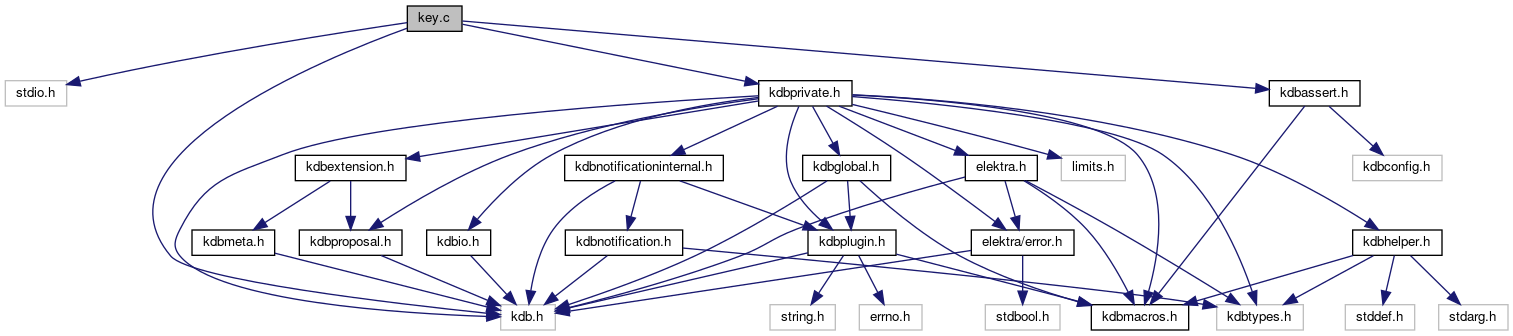 key.c
stdio.h
kdbprivate.h
kdbassert.h
kdbextension.h
kdbnotificationinternal.h
kdbglobal.h
elektra.h
limits.h
kdbconfig.h
kdbmeta.h
kdbproposal.h
kdbio.h
kdbnotification.h
kdbplugin.h
elektra/error.h
kdbhelper.h
kdb.h
string.h
errno.h
stdbool.h
kdbmacros.h
kdbtypes.h
stddef.h
stdarg.h